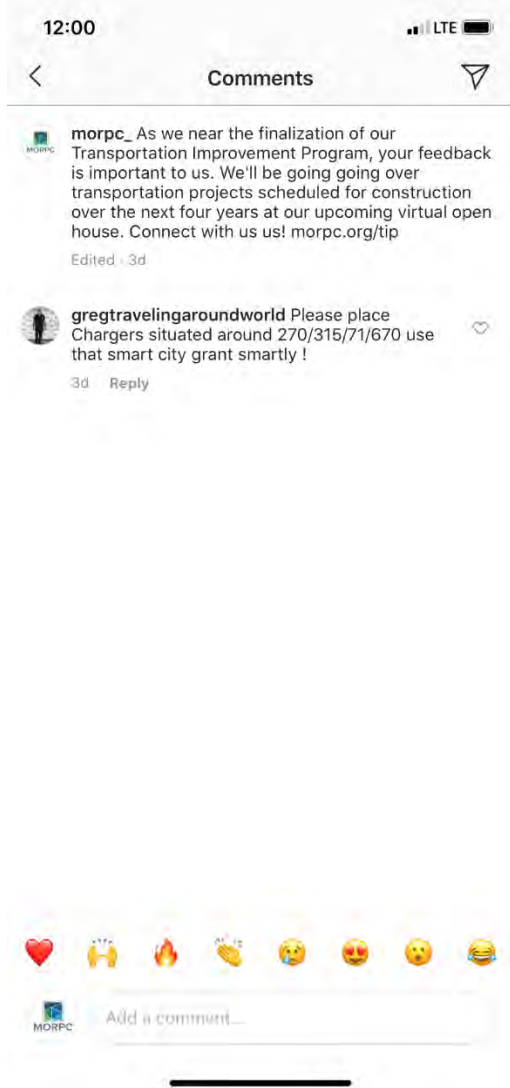 12:00
LTE
Comments
morpc_ As we near the finalization of our
Transportation Improvement Program, your feedback
is important to us. We'll be going going over
transportation projects scheduled for construction
over the next four years at our upcoming virtual open
house. Connect with us us! morpc.org/tip
MORPC
Edited · 3d
gregtravelingaroundworld Please place
Chargers situated around 270/315/71/670 use
that smart city grant smartly !
3d Reply
MORPC
Add a comment...